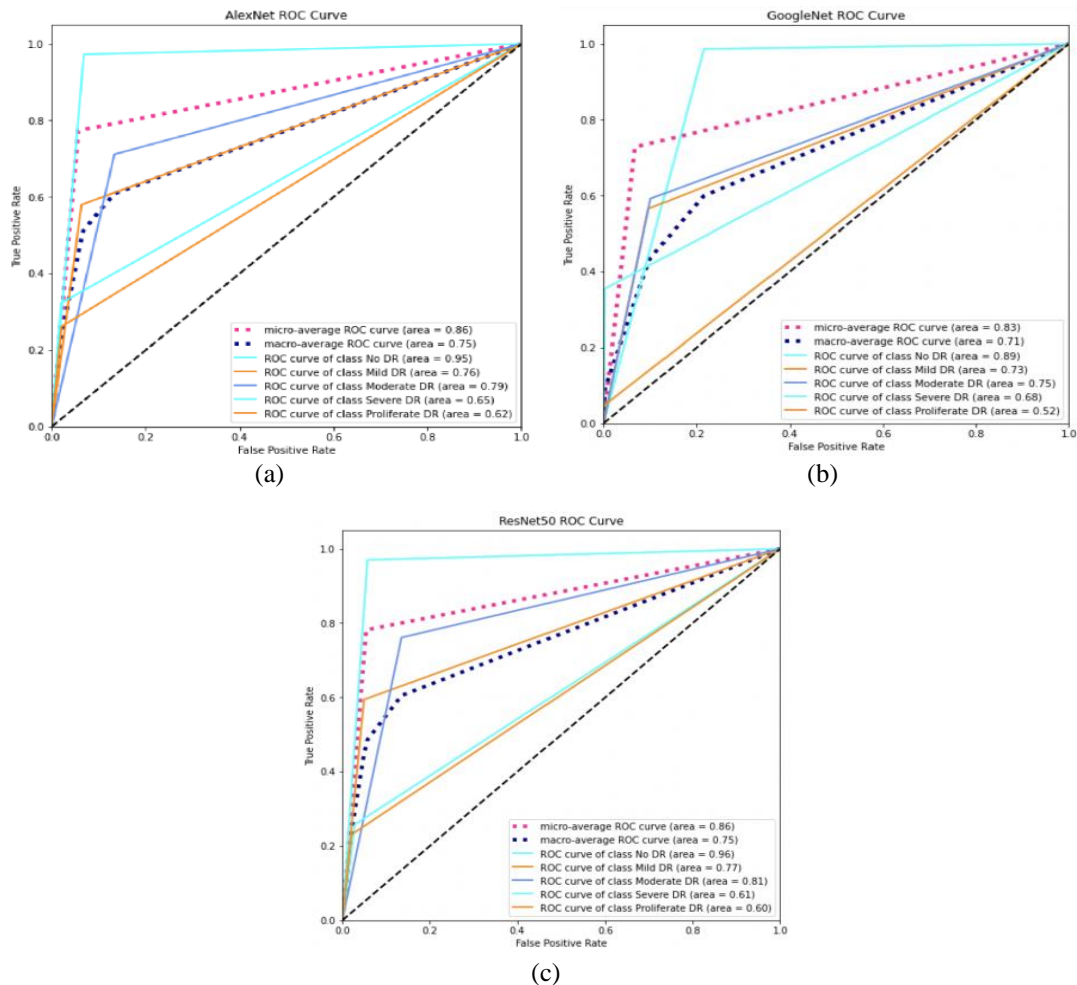 AlexNet ROC Curve
1.0
0.8
0.6
0.4
0.2
0.0
True Positive Rate
micro-average ROC curve (area = 0.86)
macro-average ROC curve (area = 0.75)
ROC curve of class No DR (area = 0.95)
ROC curve of class Mild DR (area = 0.76)
ROC curve of class Moderate DR (area = 0.79)
ROC curve of class Severe DR (area = 0.65)
ROC curve of class Proliferate DR (area = 0.62)
0.0 0.2 0.4 0.6 0.8 1.0
False Positive Rate
(a)
GoogleNet ROC Curve
1.0
0.8
0.6
0.4
0.2
0.0
True Positive Rate
micro-average ROC curve (area = 0.83)
macro-average ROC curve (area = 0.71)
ROC curve of class No DR (area = 0.89)
ROC curve of class Mild DR (area = 0.73)
ROC curve of class Moderate DR (area = 0.75)
ROC curve of class Severe DR (area = 0.68)
ROC curve of class Proliferate DR (area = 0.52)
0.0 0.2 0.4 0.6 0.8 1.0
False Positive Rate
(b)
ResNet50 ROC Curve
1.0
0.8
0.6
0.4
0.2
0.0
True Positive Rate
micro-average ROC curve (area = 0.86)
macro-average ROC curve (area = 0.75)
ROC curve of class No DR (area = 0.96)
ROC curve of class Mild DR (area = 0.77)
ROC curve of class Moderate DR (area = 0.81)
ROC curve of class Severe DR (area = 0.61)
ROC curve of class Proliferate DR (area = 0.60)
0.0 0.2 0.4 0.6 0.8 1.0
False Positive Rate
(c)